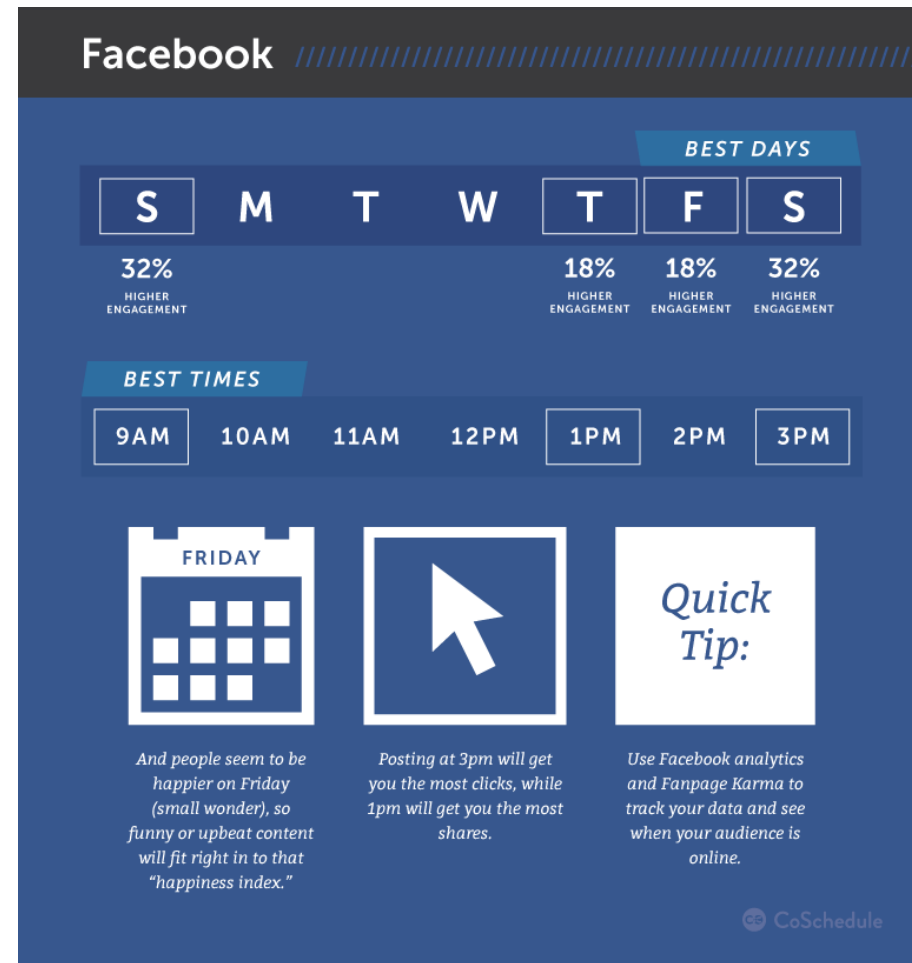 Facebook
BEST DAYS
S M T W T F S
32% 18% 18% 32%
HIGHER HIGHER HIGHER HIGHER
ENGAGEMENT ENGAGEMENT ENGAGEMENT ENGAGEMENT
BEST TIMES
9AM 10AM 11AM 12PM 1PM 2PM 3PM
FRIDAY
And people seem to be
happier on Friday
(small wonder), so
funny or upbeat content
will fit right in to that
“happiness index.”
Posting at 3pm will get
you the most clicks, while
1pm will get you the most
shares.
Quick
Tip:
Use Facebook analytics
and Fanpage Karma to
track your data and see
when your audience is
online.
CoSchedule